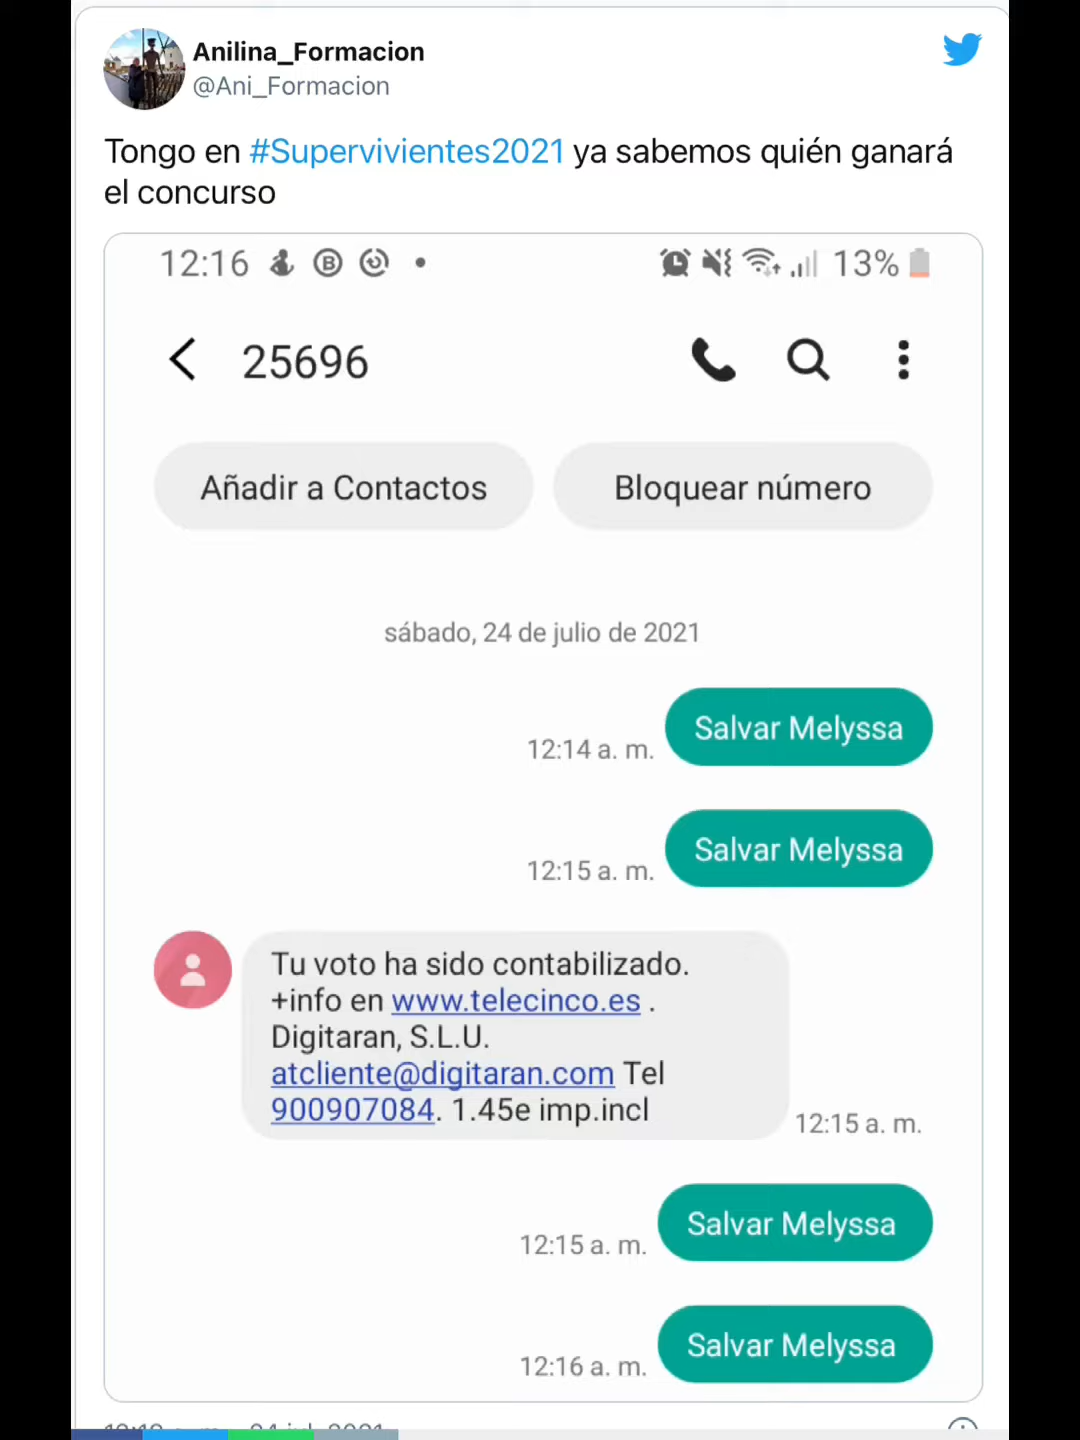 Anilina_Formacion
@Ani_Formacion
Tongo en #Supervivientes2021 ya sabemos quién ganará
el concurso
12:16
13%
25696
Añadir a Contactos
Bloquear número
sábado, 24 de julio de 2021
Salvar Melyssa
12:14 a. m.
Salvar Melyssa
12:15 a. m.
Tu voto ha sido contabilizado.
+info en www.telecinco.es .
Digitaran, S.L.U.
atcliente@digitaran.com Tel
900907084. 1.45e imp.incl
12:15 a. m.
Salvar Melyssa
12:15 a. m.
Salvar Melyssa
12:16 a. m.